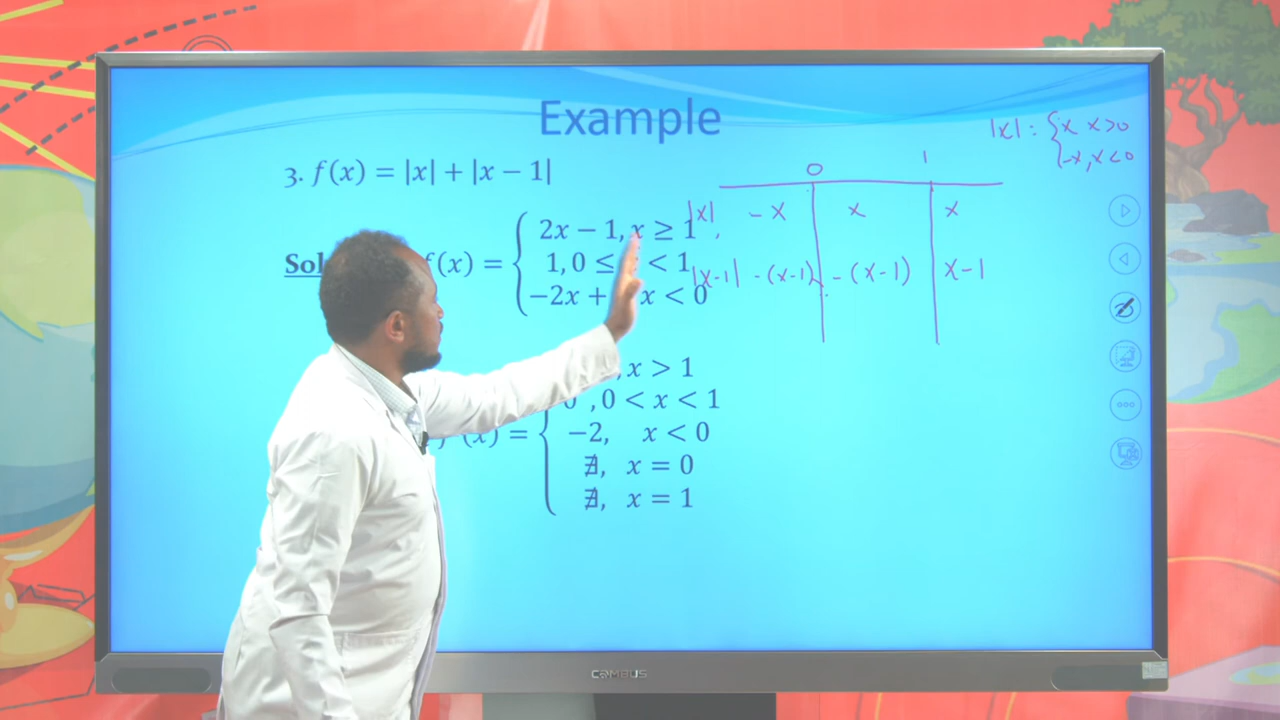 Example
3. f(x) = |x| + |x − 1|
Sol f(x) = { 2x − 1, x ≥ 1
1, 0 ≤ < 1
−2x + x < 0
, x > 1
0 , 0 < x < 1
(x) = { −2, x < 0
∄, x = 0
∄, x = 1
|x| : { x x>0
-x, x<0
0 1
|x| -x x x
|x-1| -(x-1) -(x-1) x-1
CAMBUS